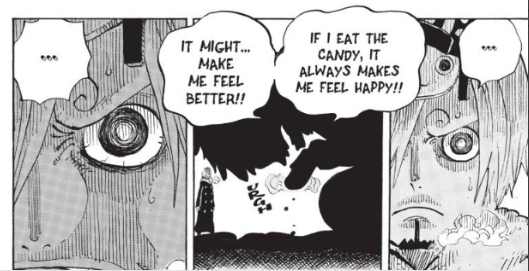 ...
IF I EAT THE
CANDY, IT
ALWAYS MAKES
ME FEEL HAPPY!!
IT MIGHT...
MAKE
ME FEEL
BETTER!!
...